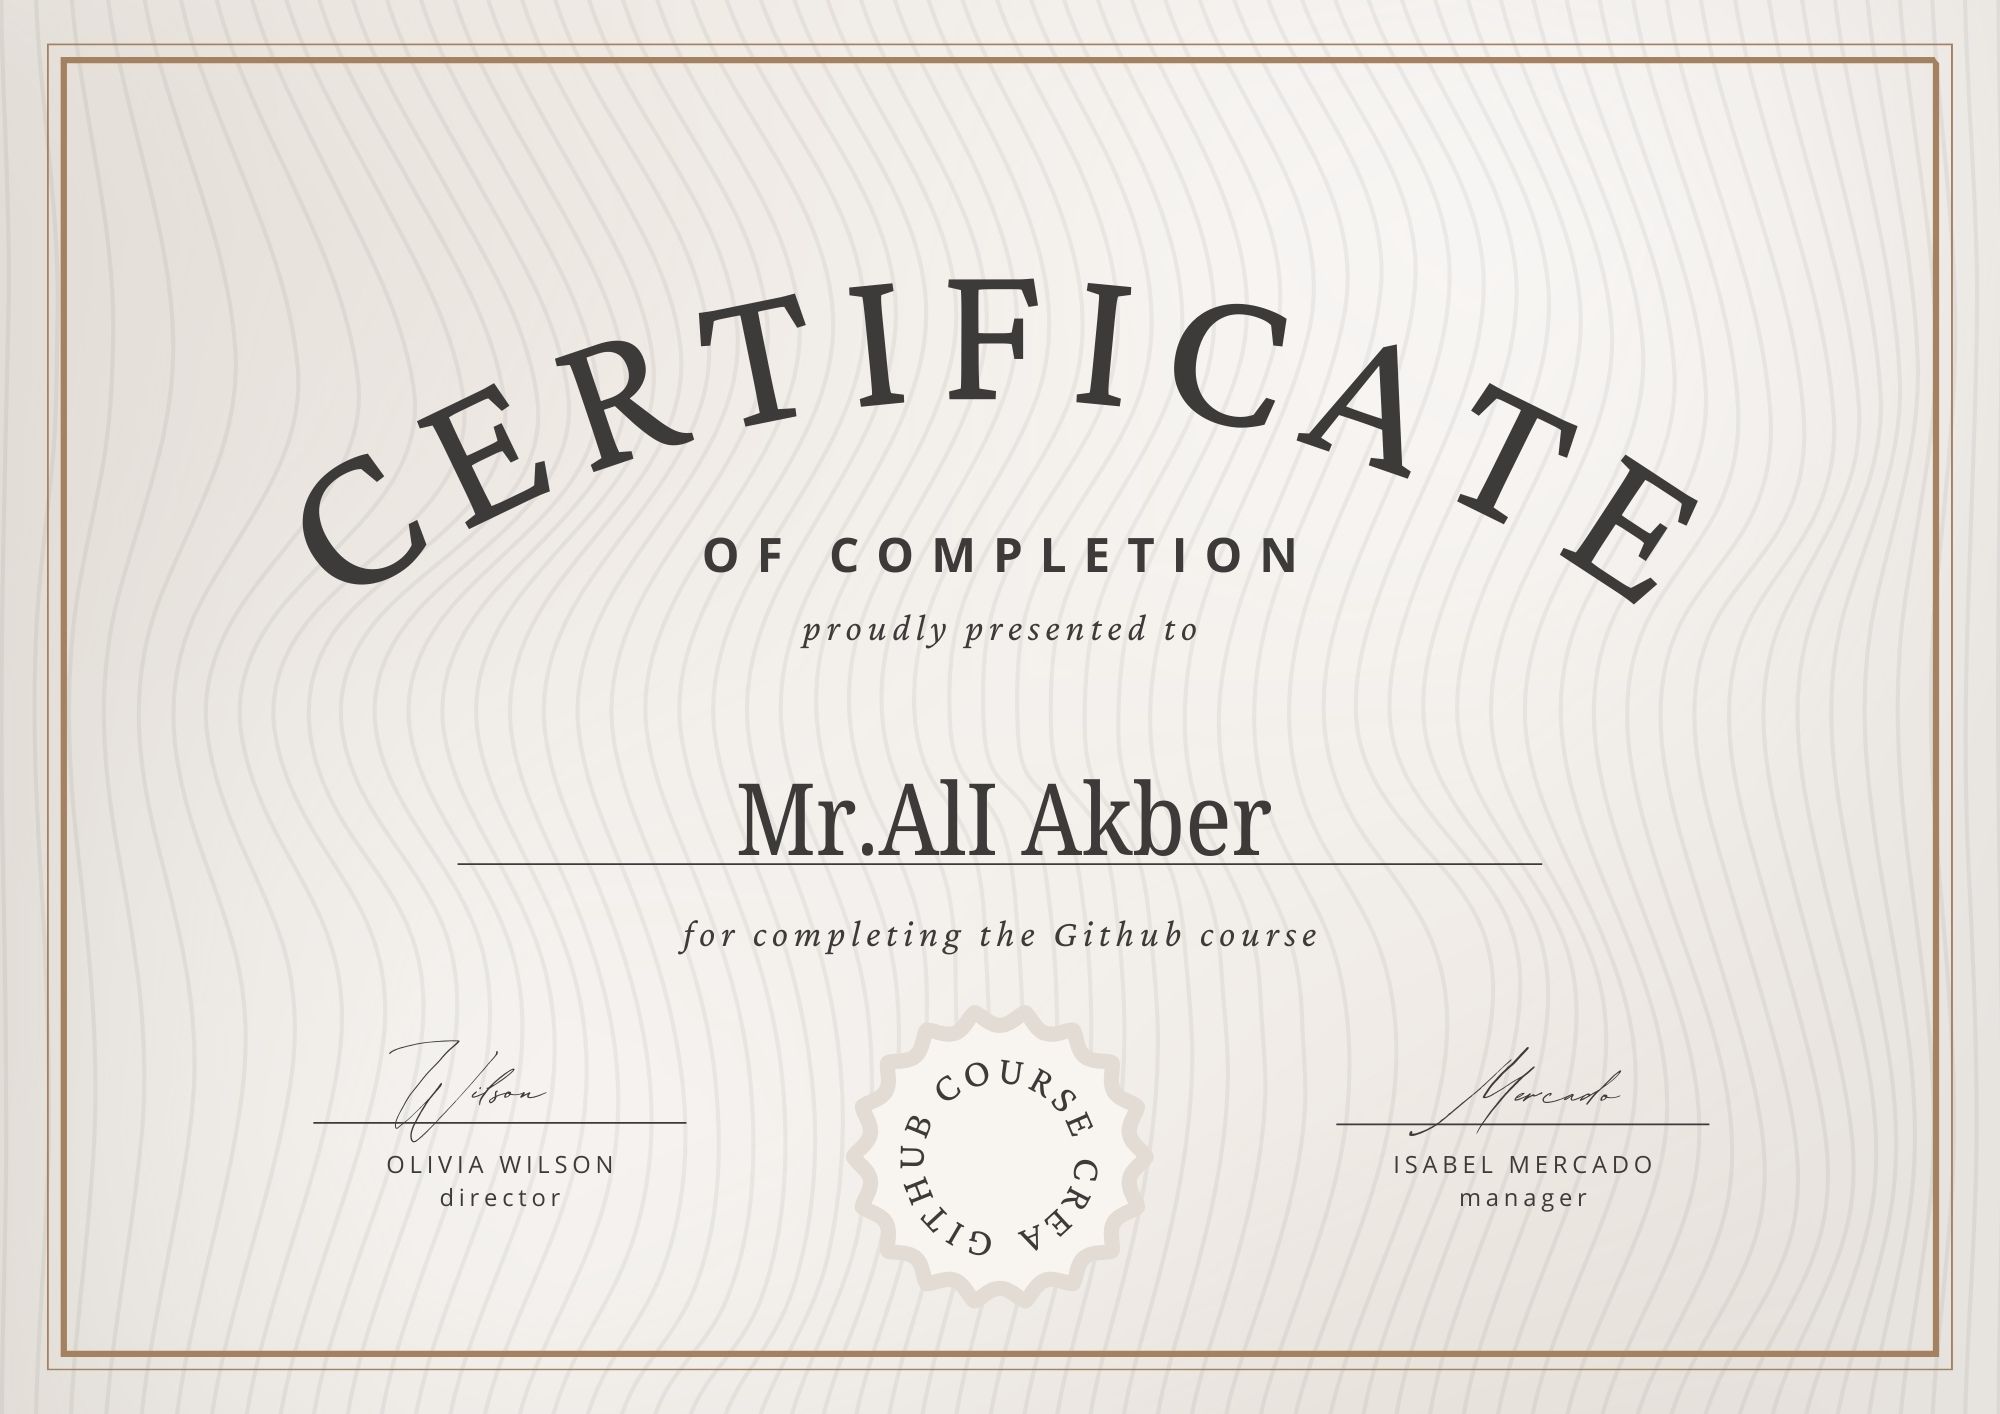 CERTIFICATE
OF COMPLETION
proudly presented to
Mr.AlI Akber
for completing the Github course
Wilson
OLIVIA WILSON
director
GITHUB COURSE CREA
Mercado
ISABEL MERCADO
manager